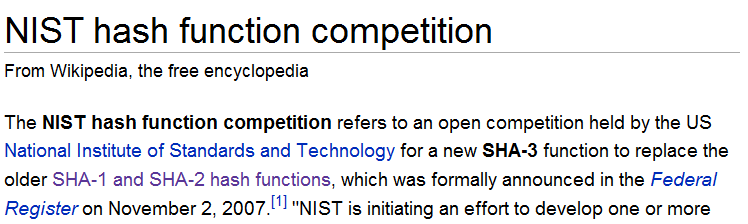 NIST hash function competition
From Wikipedia, the free encyclopedia
The NIST hash function competition refers to an open competition held by the US
National Institute of Standards and Technology for a new SHA-3 function to replace the
older SHA-1 and SHA-2 hash functions, which was formally announced in the Federal
Register on November 2, 2007.[1] "NIST is initiating an effort to develop one or more